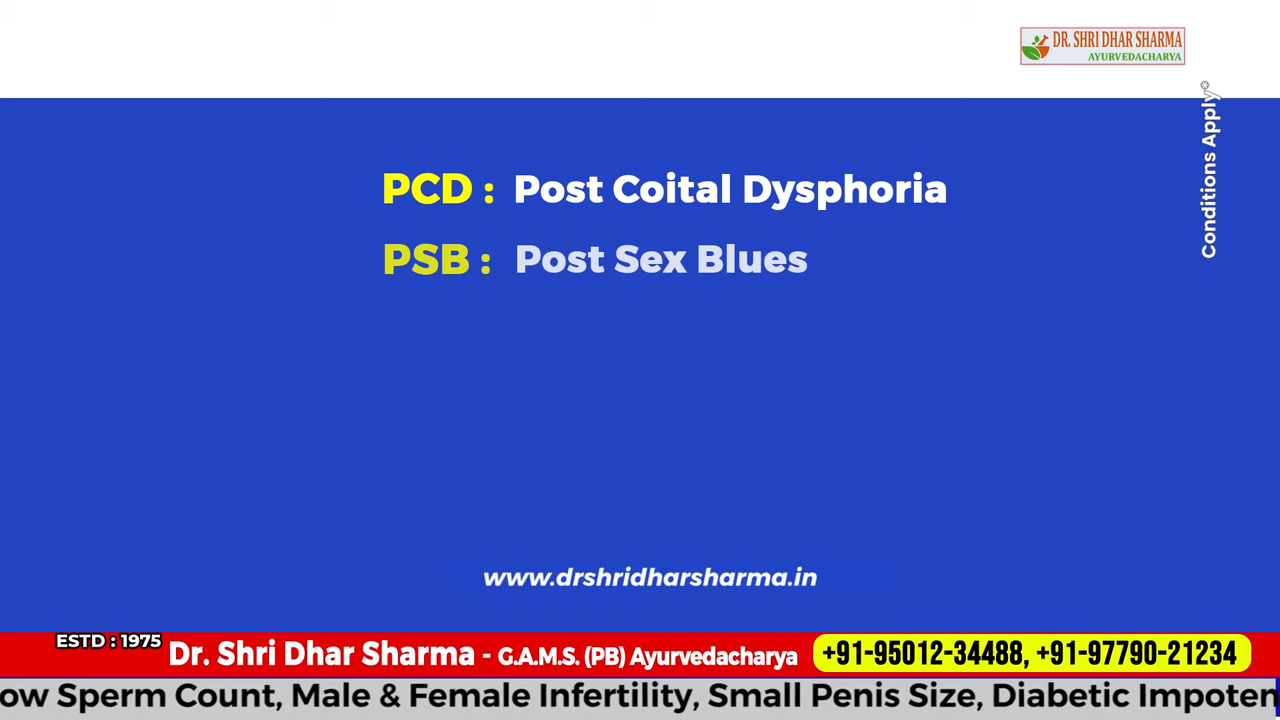 DR. SHRI DHAR SHARMA
AYURVEDACHARYA
Conditions Apply*
PCD : Post Coital Dysphoria
PSB : Post Sex Blues
www.drshridharsharma.in
ESTD : 1975
Dr. Shri Dhar Sharma - G.A.M.S. (PB) Ayurvedacharya
+91-95012-34488, +91-97790-21234
ow Sperm Count, Male & Female Infertility, Small Penis Size, Diabetic Impoten